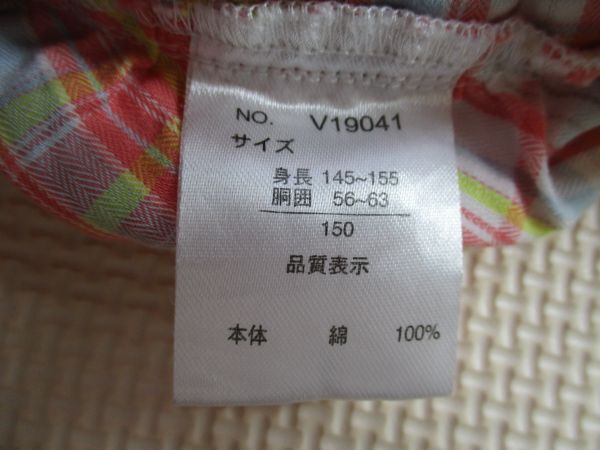 NO. V19041
サイズ
身長 145~155
胴囲 56~63
150
品質表示
本体 綿 100%